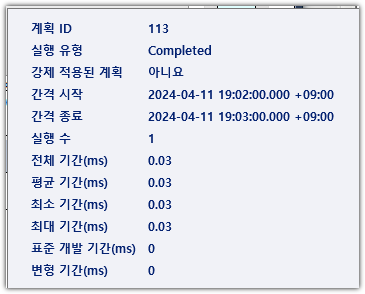 계획 ID 113
실행 유형 Completed
강제 적용된 계획 아니요
간격 시작 2024-04-11 19:02:00.000 +09:00
간격 종료 2024-04-11 19:03:00.000 +09:00
실행 수 1
전체 기간(ms) 0.03
평균 기간(ms) 0.03
최소 기간(ms) 0.03
최대 기간(ms) 0.03
표준 개발 기간(ms) 0
변형 기간(ms) 0